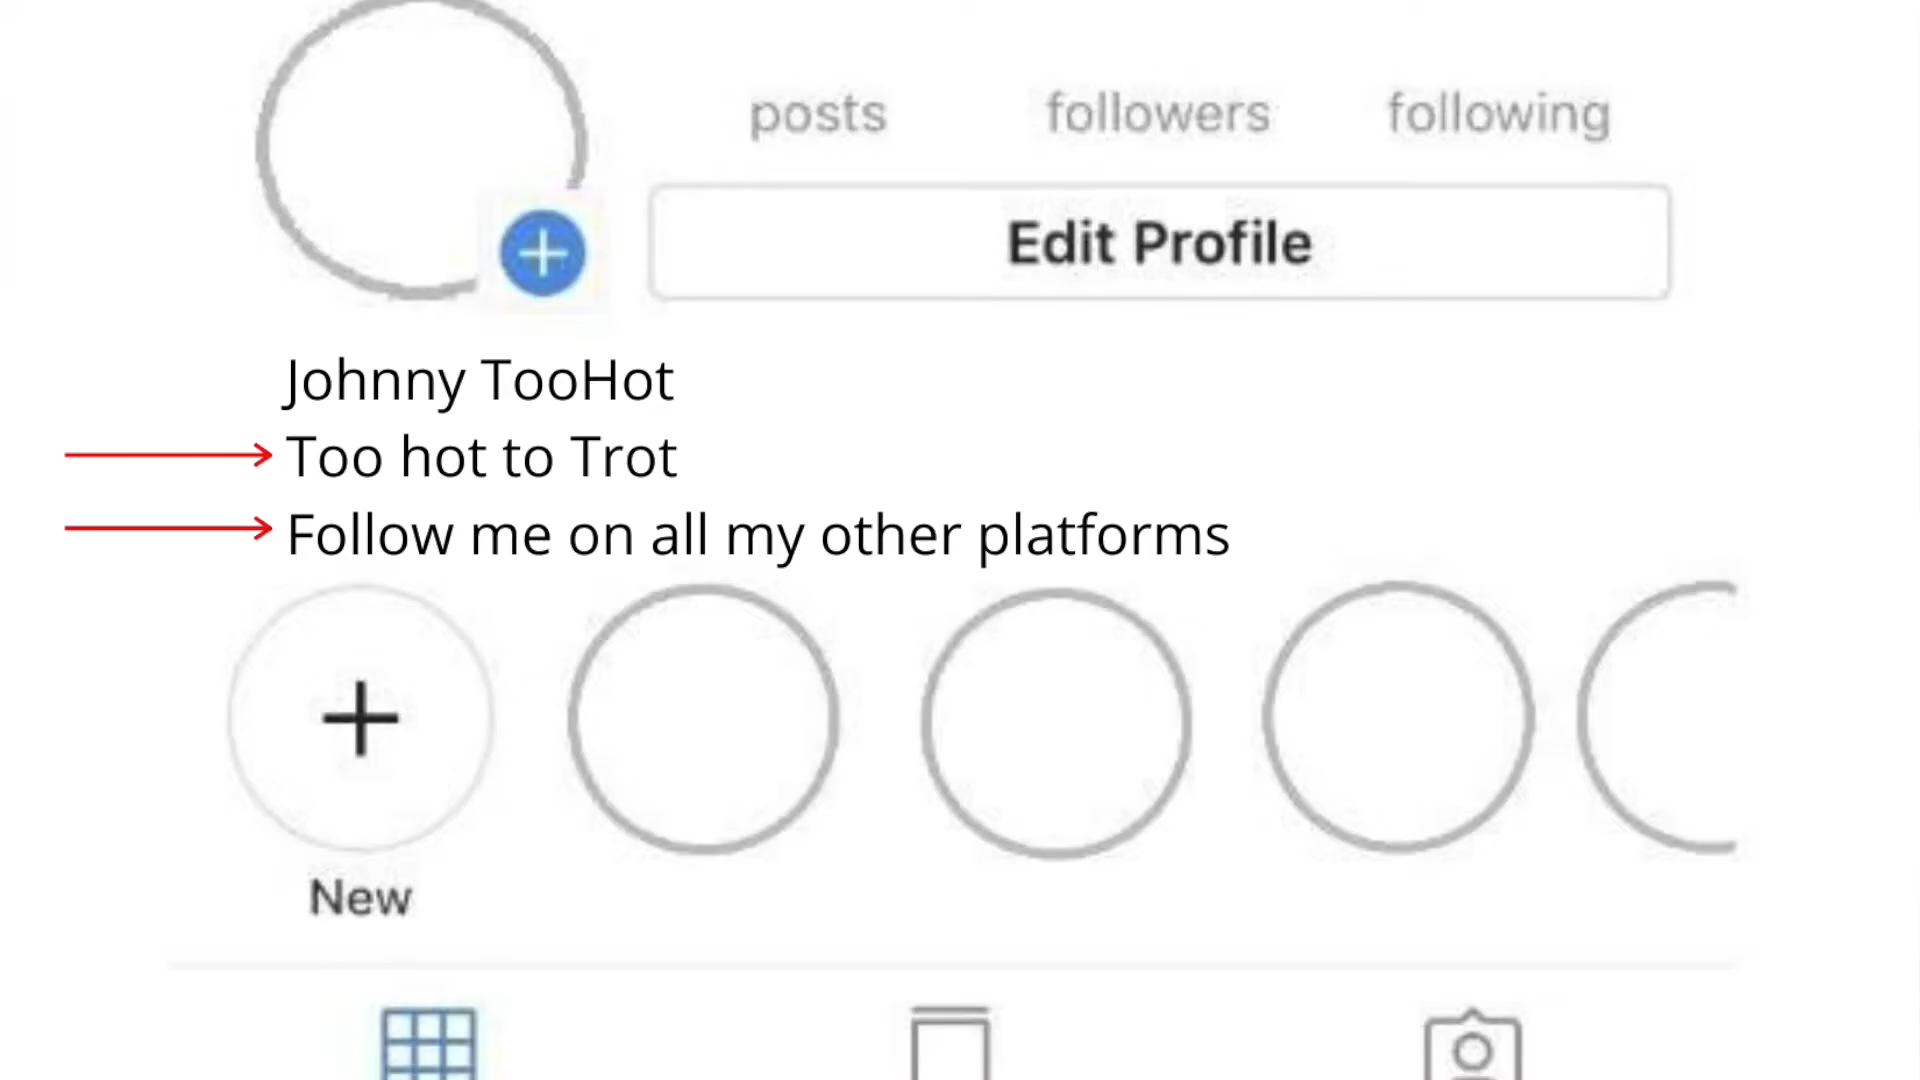 posts followers following
Edit Profile
Johnny TooHot
Too hot to Trot
Follow me on all my other platforms
New